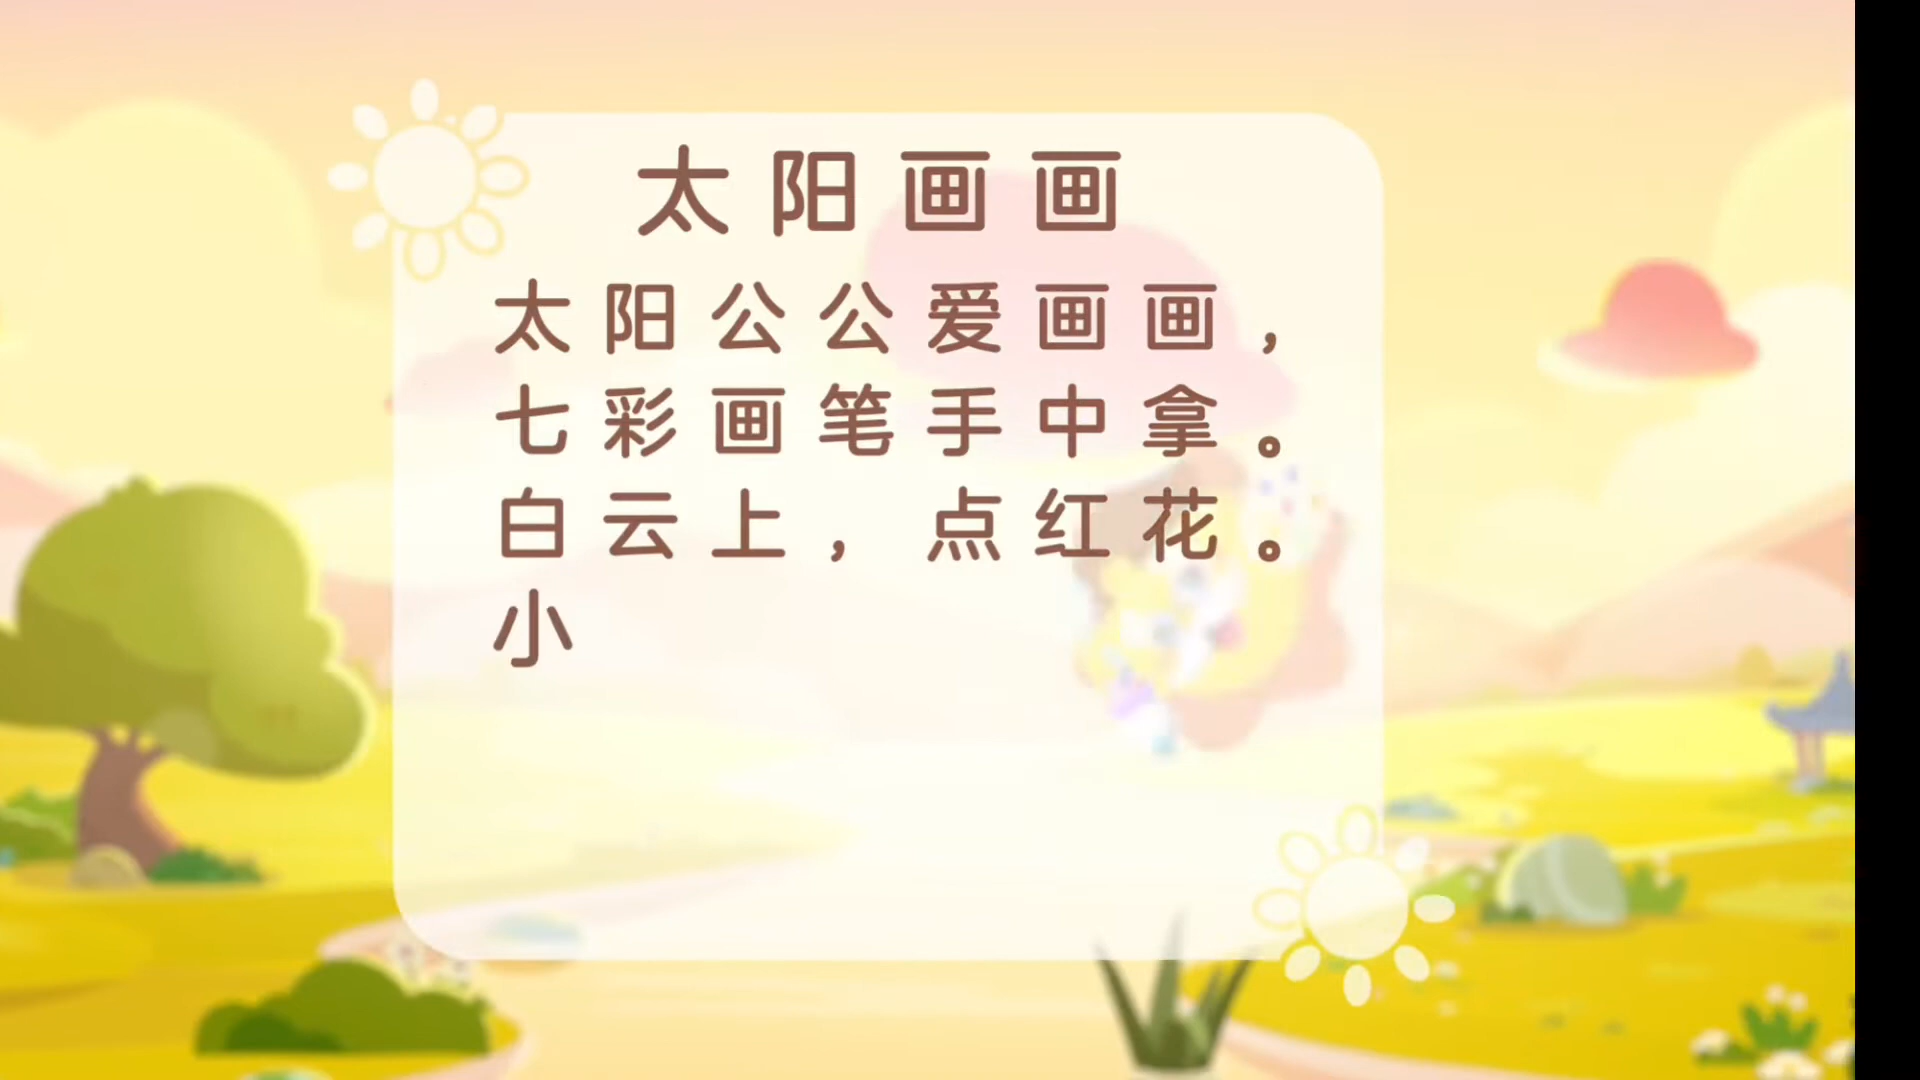 太阳画画
太阳公公爱画画，
七彩画笔手中拿。
白云上，点红花。
小